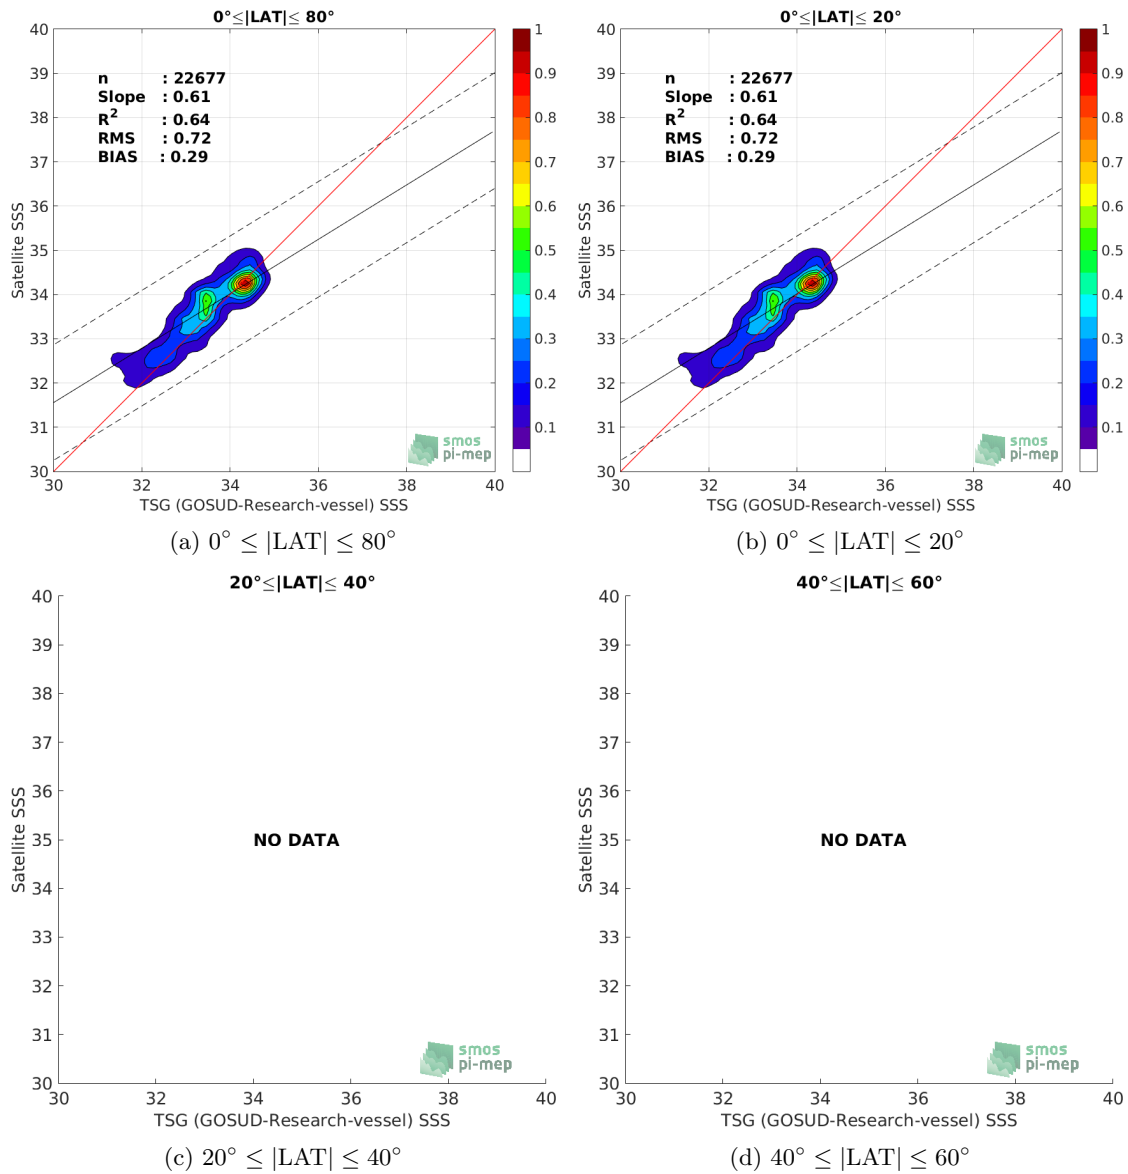 0°≤|LAT|≤ 80°
40
39
38
37
36
35
34
33
32
31
30
Satellite SSS
n : 22677
Slope : 0.61
R2 : 0.64
RMS : 0.72
BIAS : 0.29
smos
pi-mep
30 32 34 36 38 40
TSG (GOSUD-Research-vessel) SSS
1
0.9
0.8
0.7
0.6
0.5
0.4
0.3
0.2
0.1
(a) 0° ≤ |LAT| ≤ 80°
0°≤|LAT|≤ 20°
40
39
38
37
36
35
34
33
32
31
30
Satellite SSS
n : 22677
Slope : 0.61
R2 : 0.64
RMS : 0.72
BIAS : 0.29
smos
pi-mep
30 32 34 36 38 40
TSG (GOSUD-Research-vessel) SSS
1
0.9
0.8
0.7
0.6
0.5
0.4
0.3
0.2
0.1
(b) 0° ≤ |LAT| ≤ 20°
20°≤|LAT|≤ 40°
40
39
38
37
36
35
34
33
32
31
30
Satellite SSS
NO DATA
smos
pi-mep
30 32 34 36 38 40
TSG (GOSUD-Research-vessel) SSS
(c) 20° ≤ |LAT| ≤ 40°
40°≤|LAT|≤ 60°
40
39
38
37
36
35
34
33
32
31
30
Satellite SSS
NO DATA
smos
pi-mep
30 32 34 36 38 40
TSG (GOSUD-Research-vessel) SSS
(d) 40° ≤ |LAT| ≤ 60°